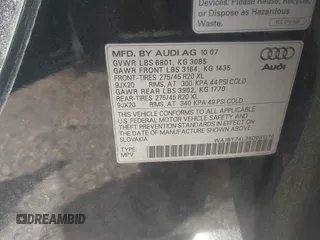 Devices: Please Reuse, Recycle,
or Dispose as Hazardous
Waste.
MFD. BY AUDI AG 10 07
GVWR LBS 6801, KG 3085
GAWR FRONT LBS 3164, KG 1435
FRONT-TIRES 275/45 R20 XL
9JX20 RIMS, AT 300 KPA 44 PSI COLD
GAWR REAR LBS 3902, KG 1770
REAR-TIRES 275/45 R20 XL
9JX20 RIMS, AT 340 KPA 49 PSI COLD
THIS VEHICLE CONFORMS TO ALL APPLICABLE
U.S. FEDERAL MOTOR VEHICLE SAFETY
STANDARDS IN EFFECT ON THE DATE OF
MANUFACTURE SHOWN ABOVE.
SLOVAKIA
TYPE:
MPV
Audi
DREAMBID